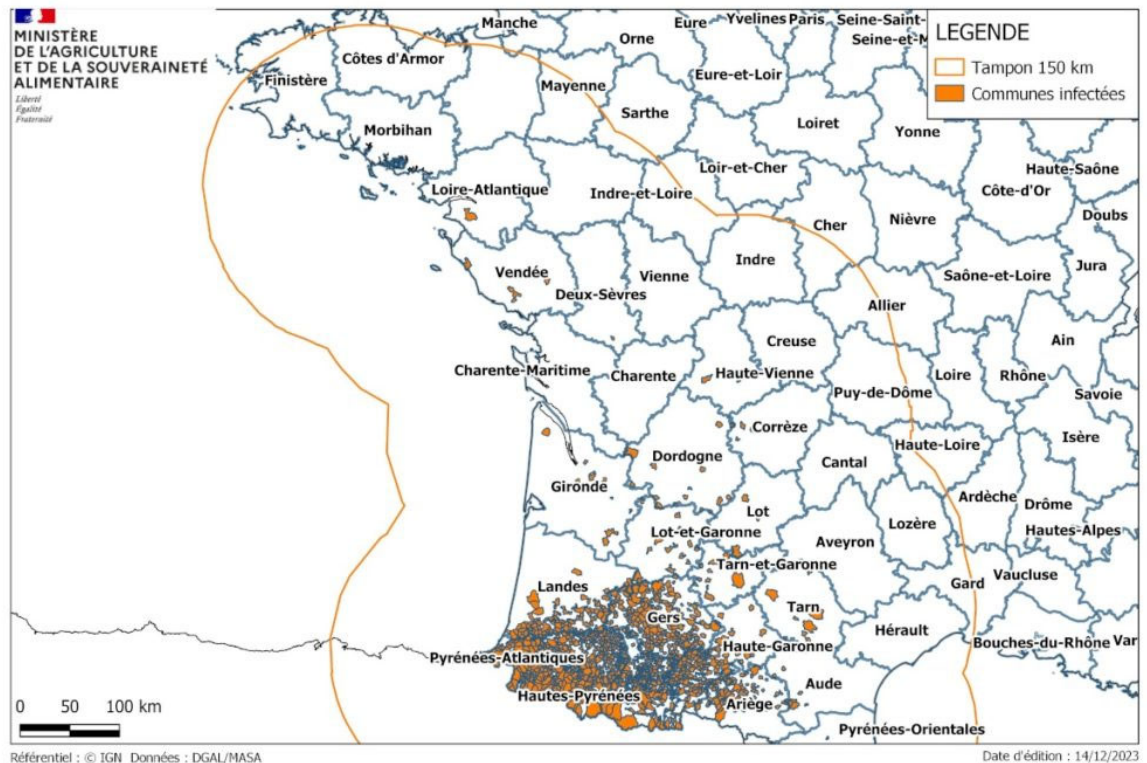 MINISTÈRE
DE L'AGRICULTURE
ET DE LA SOUVERAINETÉ
ALIMENTAIRE
Liberté
Égalité
Fraternité
LEGENDE
Tampon 150 km
Communes infectées
Manche
Eure
Yvelines
Paris
Seine-Saint-
Orne
Seine-et-M
Côtes d'Armor
Finistère
Mayenne
Eure-et-Loir
Sarthe
Morbihan
Loiret
Yonne
Loir-et-Cher
Haute-Saône
Loire-Atlantique
Indre-et-Loire
Côte-d'Or
Cher
Nièvre
Doubs
Vendée
Vienne
Indre
Saône-et-Loire
Jura
Deux-Sèvres
Allier
Creuse
Ain
Charente-Maritime
Charente
Haute-Vienne
Loire
Rhône
Puy-de-Dôme
Savoie
Corrèze
Isère
Dordogne
Haute-Loire
Cantal
Gironde
Ardèche
Drôme
Lot
Lozère
Lot-et-Garonne
Hautes-Alpes
Aveyron
Tarn-et-Garonne
Landes
Gard
Vaucluse
Tarn
Gers
Hérault
Haute-Garonne
Bouches-du-Rhône
Var
Pyrénées-Atlantiques
Aude
Hautes-Pyrénées
Ariège
Pyrénées-Orientales
0 50 100 km
Référentiel : © IGN Données : DGAL/MASA
Date d'édition : 14/12/2023